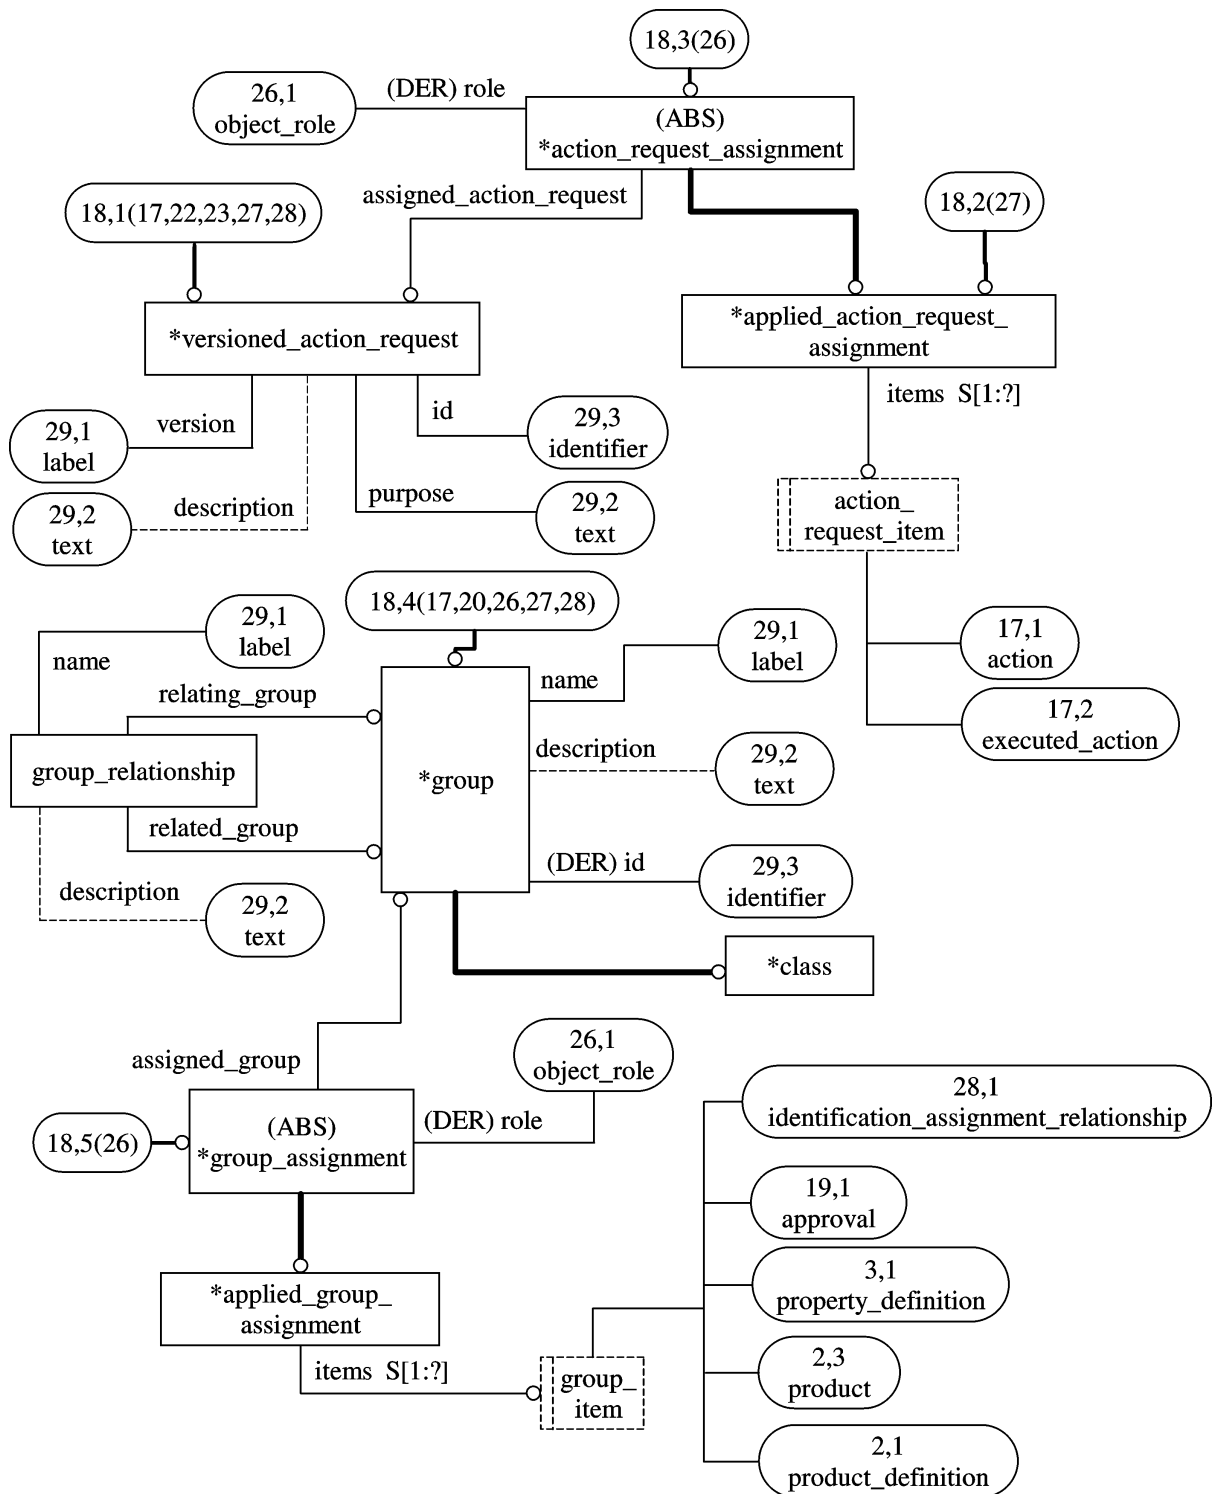 18,3(26)
26,1
object_role
(DER) role
(ABS)
*action_request_assignment
18,1(17,22,23,27,28)
assigned_action_request
18,2(27)
*versioned_action_request
*applied_action_request_
assignment
items  S[1:?]
29,1
label
version
id
29,3
identifier
29,2
text
description
purpose
29,2
text
action_
request_item
18,4(17,20,26,27,28)
29,1
label
name
29,1
label
name
17,1
action
17,2
executed_action
relating_group
group_relationship
*group
description
29,2
text
related_group
(DER) id
29,3
identifier
description
29,2
text
*class
assigned_group
26,1
object_role
18,5(26)
(ABS)
*group_assignment
(DER) role
28,1
identification_assignment_relationship
19,1
approval
3,1
property_definition
*applied_group_
assignment
items  S[1:?]
group_
item
2,3
product
2,1
product_definition